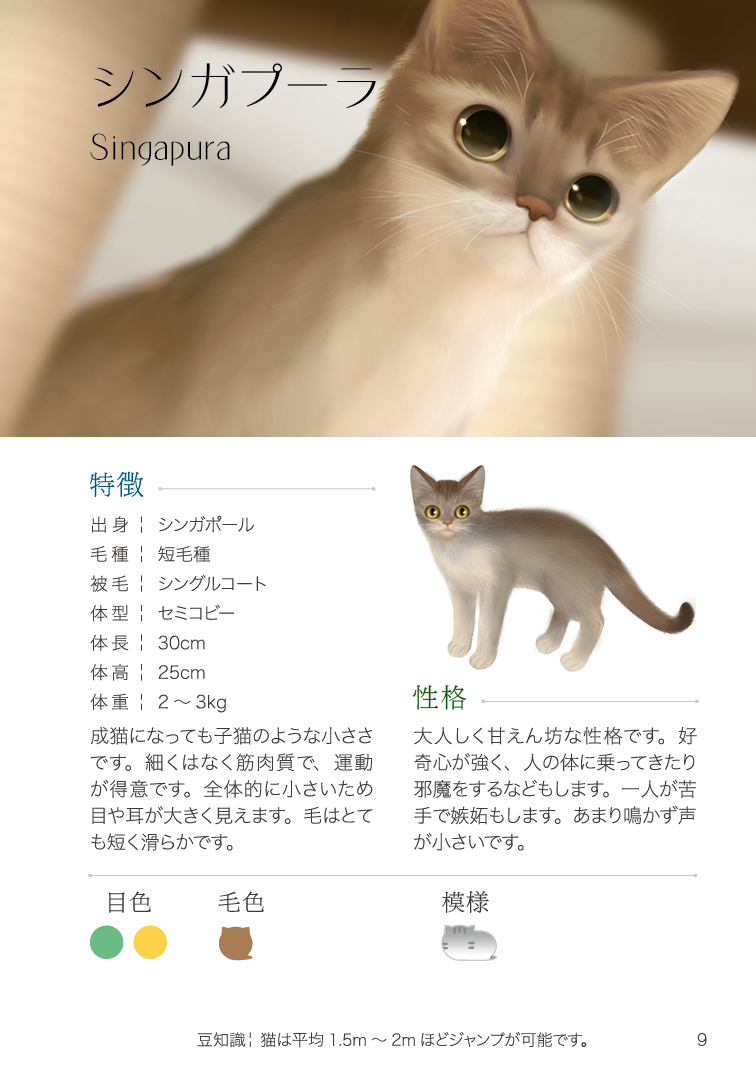 シンガプーラ
Singapura
特徴
出身¦ シンガポール
毛種¦ 短毛種
被毛¦ シングルコート
体型¦ セミコビー
体長¦ 30cm
体高¦ 25cm
体重¦ 2〜3kg
成猫になっても子猫のような小ささ
です。細くはなく筋肉質で、運動
が得意です。全体的に小さいため
目や耳が大きく見えます。毛はとて
も短く滑らかです。
性格
大人しく甘えん坊な性格です。好
奇心が強く、人の体に乗ってきたり
邪魔をするなどもします。一人が苦
手で嫉妬もします。あまり鳴かず声
が小さいです。
目色
毛色
模様
豆知識¦ 猫は平均1.5m〜2mほどジャンプが可能です。
9